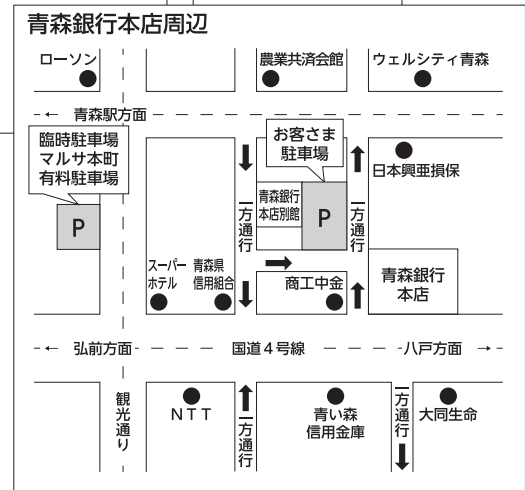 青森銀行本店周辺
ローソン
農業共済会館
ウェルシティ青森
← 青森駅方面
臨時駐車場
マルサ本町
有料駐車場
P
お客さま
駐車場
日本興亜損保
一方通行
青森銀行
本店別館
P
一方通行
スーパー
ホテル
青森県
信用組合
商工中金
青森銀行
本店
← 弘前方面
国道4号線
八戸方面 →
観光通り
NTT
一方通行
青い森
信用金庫
一方通行
大同生命